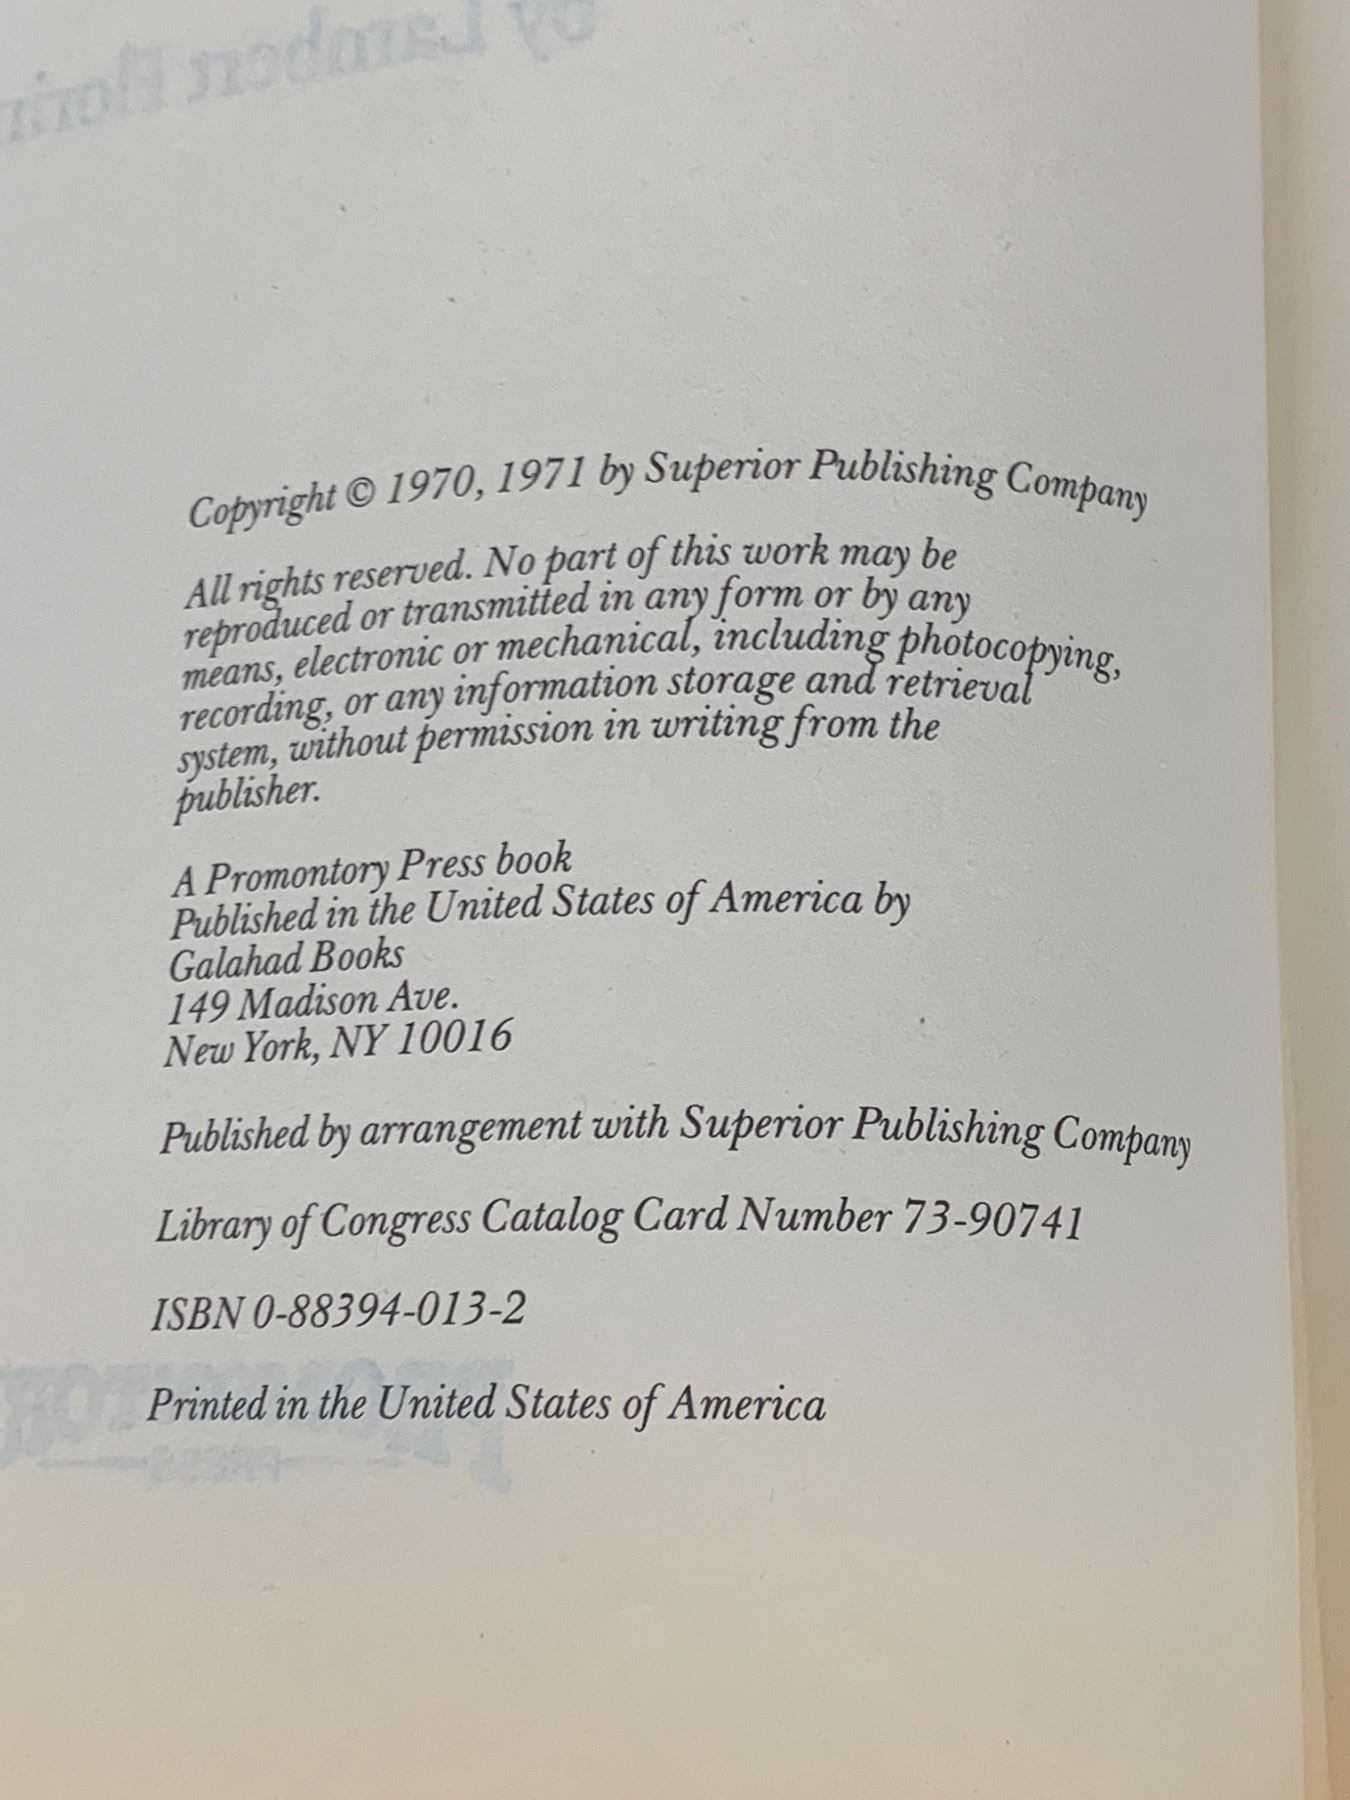 by Lambert Florin
Copyright © 1970, 1971 by Superior Publishing Company
All rights reserved. No part of this work may be
reproduced or transmitted in any form or by any
means, electronic or mechanical, including photocopying,
recording, or any information storage and retrieval
system, without permission in writing from the
publisher.
A Promontory Press book
Published in the United States of America by
Galahad Books
149 Madison Ave.
New York, NY 10016
Published by arrangement with Superior Publishing Company
Library of Congress Catalog Card Number 73-90741
ISBN 0-88394-013-2
Printed in the United States of America
PRESS